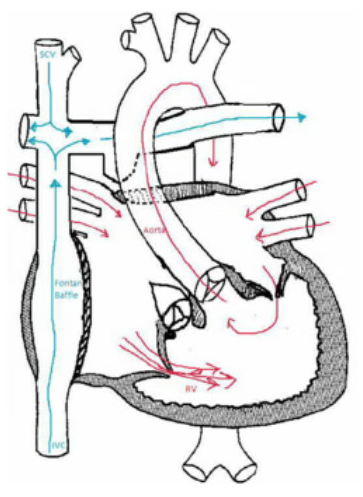 SCV
Aorta
Fontan
Baffle
RV
IVC